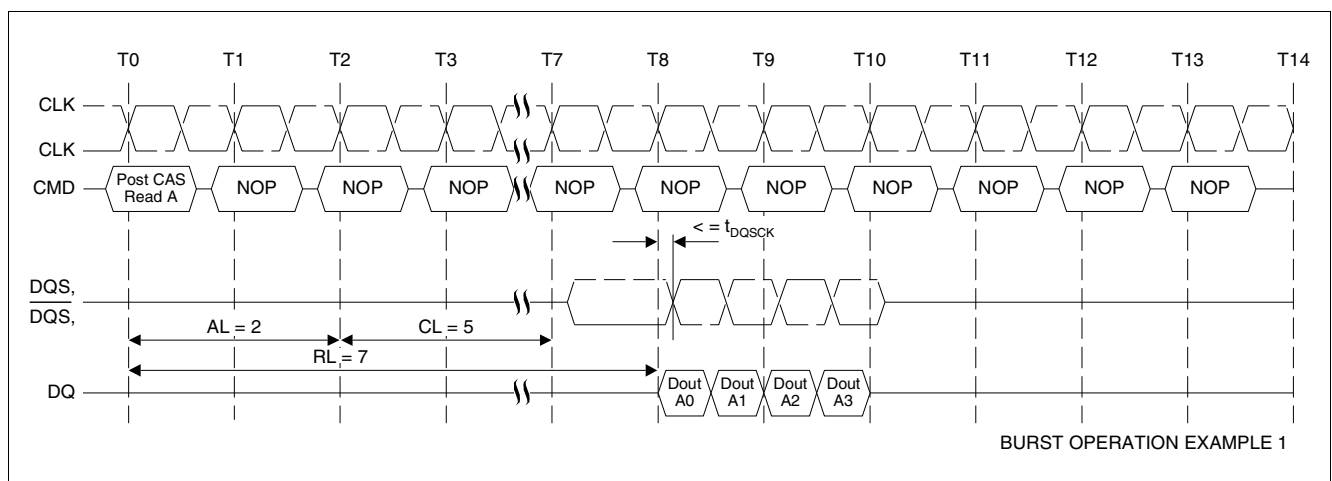 T0 T1 T2 T3 T7 T8 T9 T10 T11 T12 T13 T14
CLK
CLK
CMD Post CAS Read A NOP NOP NOP NOP NOP NOP NOP NOP NOP NOP
< = tDQSCK
DQS,
DQS,
AL = 2 CL = 5
RL = 7
DQ Dout A0 Dout A1 Dout A2 Dout A3
BURST OPERATION EXAMPLE 1